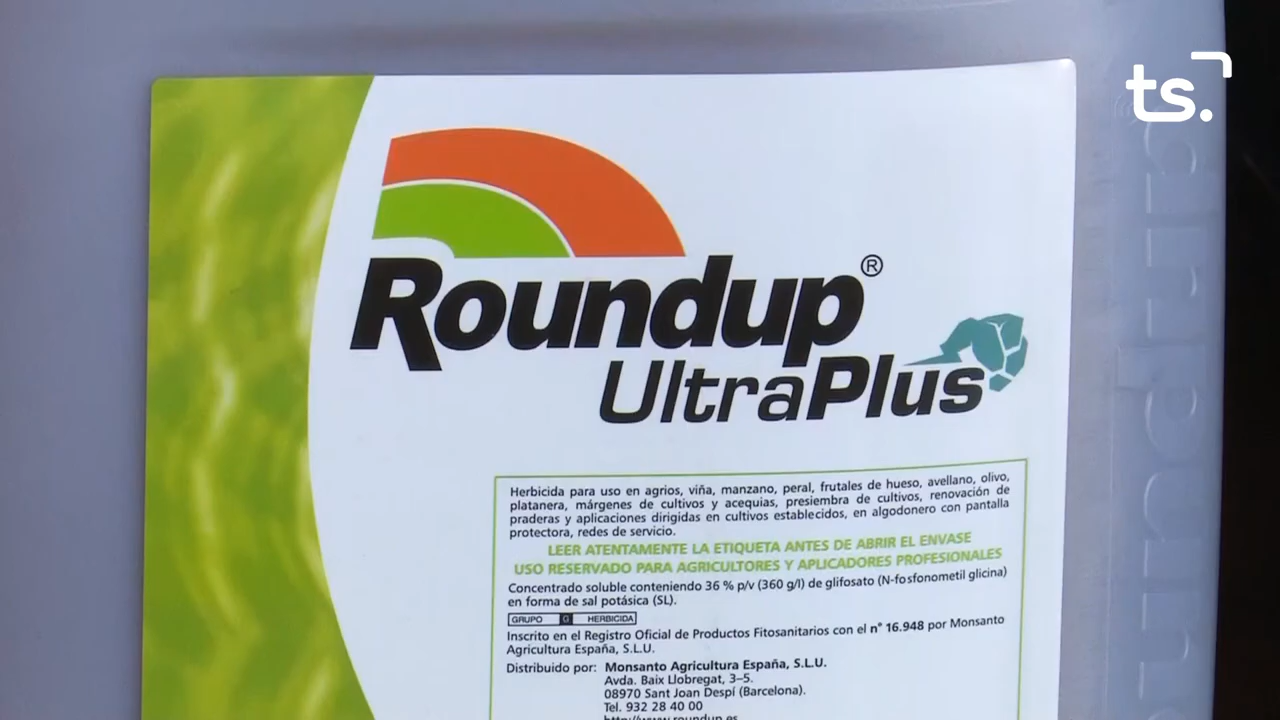 ts.
Roundup®
UltraPlus
Herbicida para uso en agrios, viña, manzano, peral, frutales de hueso, avellano, olivo,
platanera, márgenes de cultivos y acequias, presiembra de cultivos, renovación de
praderas y aplicaciones dirigidas en cultivos establecidos, en algodonero con pantalla
protectora, redes de servicio.
LEER ATENTAMENTE LA ETIQUETA ANTES DE ABRIR EL ENVASE
USO RESERVADO PARA AGRICULTORES Y APLICADORES PROFESIONALES
Concentrado soluble conteniendo 36 % p/v (360 g/l) de glifosato (N-fosfonometil glicina)
en forma de sal potásica (SL).
GRUPO G HERBICIDA
Inscrito en el Registro Oficial de Productos Fitosanitarios con el n° 16.948 por Monsanto
Agricultura España, S.L.U.
Distribuido por: Monsanto Agricultura España, S.L.U.
Avda. Baix Llobregat, 3-5.
08970 Sant Joan Despí (Barcelona).
Tel. 932 28 40 00
http://www.roundup.es